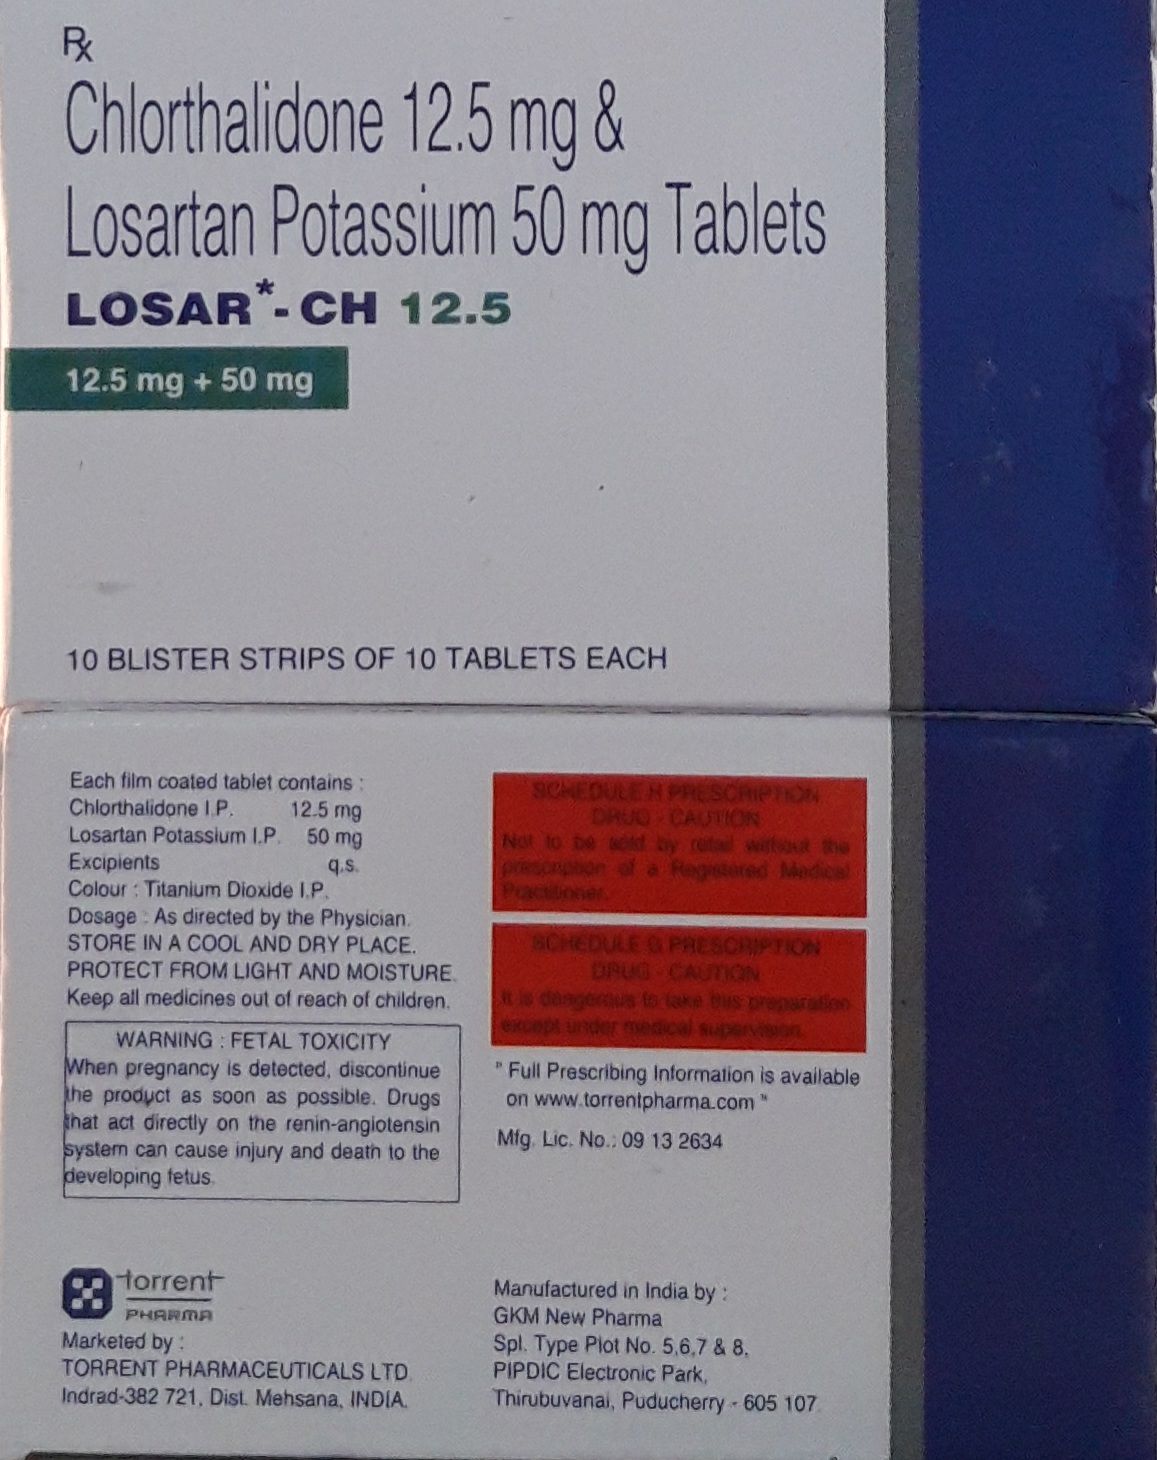 Rx
Chlorthalidone 12.5 mg &
Losartan Potassium 50 mg Tablets
LOSAR*-CH 12.5
12.5 mg + 50 mg
10 BLISTER STRIPS OF 10 TABLETS EACH
Each film coated tablet contains :
Chlorthalidone I.P. 12.5 mg
Losartan Potassium I.P. 50 mg
Excipients q.s.
Colour : Titanium Dioxide I.P.
Dosage : As directed by the Physician.
STORE IN A COOL AND DRY PLACE.
PROTECT FROM LIGHT AND MOISTURE.
Keep all medicines out of reach of children.
WARNING : FETAL TOXICITY
When pregnancy is detected, discontinue
the product as soon as possible. Drugs
that act directly on the renin-angiotensin
system can cause injury and death to the
developing fetus.
SCHEDULE H PRESCRIPTION
DRUG - CAUTION
Not to be sold by retail without the
prescription of a Registered Medical
Practitioner.
SCHEDULE G PRESCRIPTION
DRUG - CAUTION
It is dangerous to take this preparation
except under medical supervision.
" Full Prescribing Information is available
on www.torrentpharma.com "
Mfg. Lic. No.: 09 13 2634
torrent
PHARMA
Marketed by :
TORRENT PHARMACEUTICALS LTD.
Indrad-382 721, Dist. Mehsana, INDIA.
Manufactured in India by :
GKM New Pharma
Spl. Type Plot No. 5,6,7 & 8,
PIPDIC Electronic Park,
Thirubuvanai, Puducherry - 605 107.